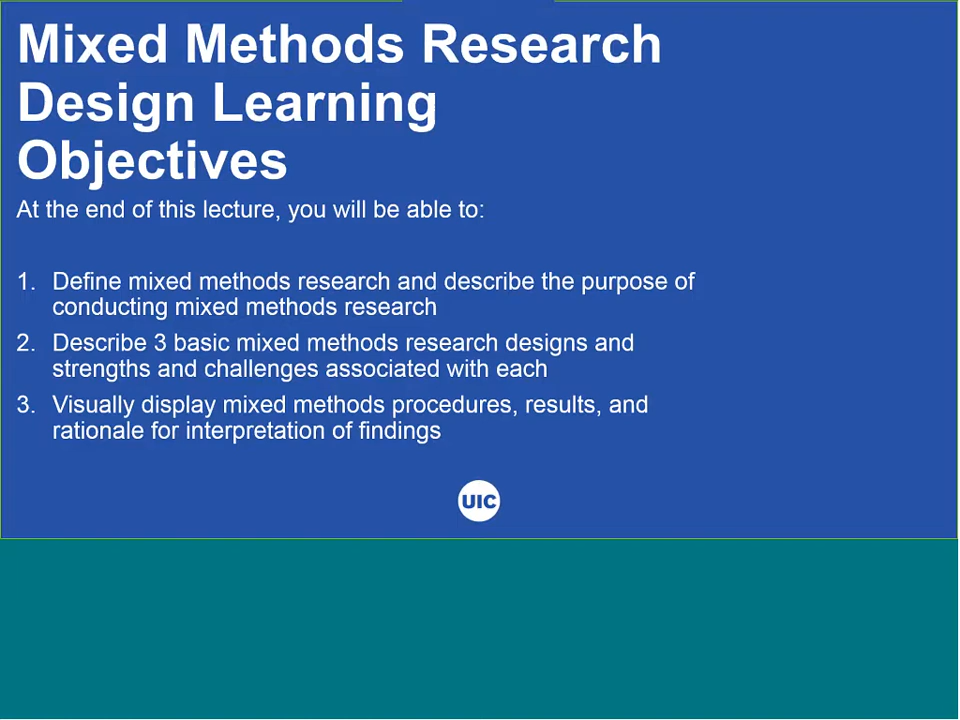 Mixed Methods Research
Design Learning
Objectives
At the end of this lecture, you will be able to:
1. Define mixed methods research and describe the purpose of
conducting mixed methods research
2. Describe 3 basic mixed methods research designs and
strengths and challenges associated with each
3. Visually display mixed methods procedures, results, and
rationale for interpretation of findings
UIC